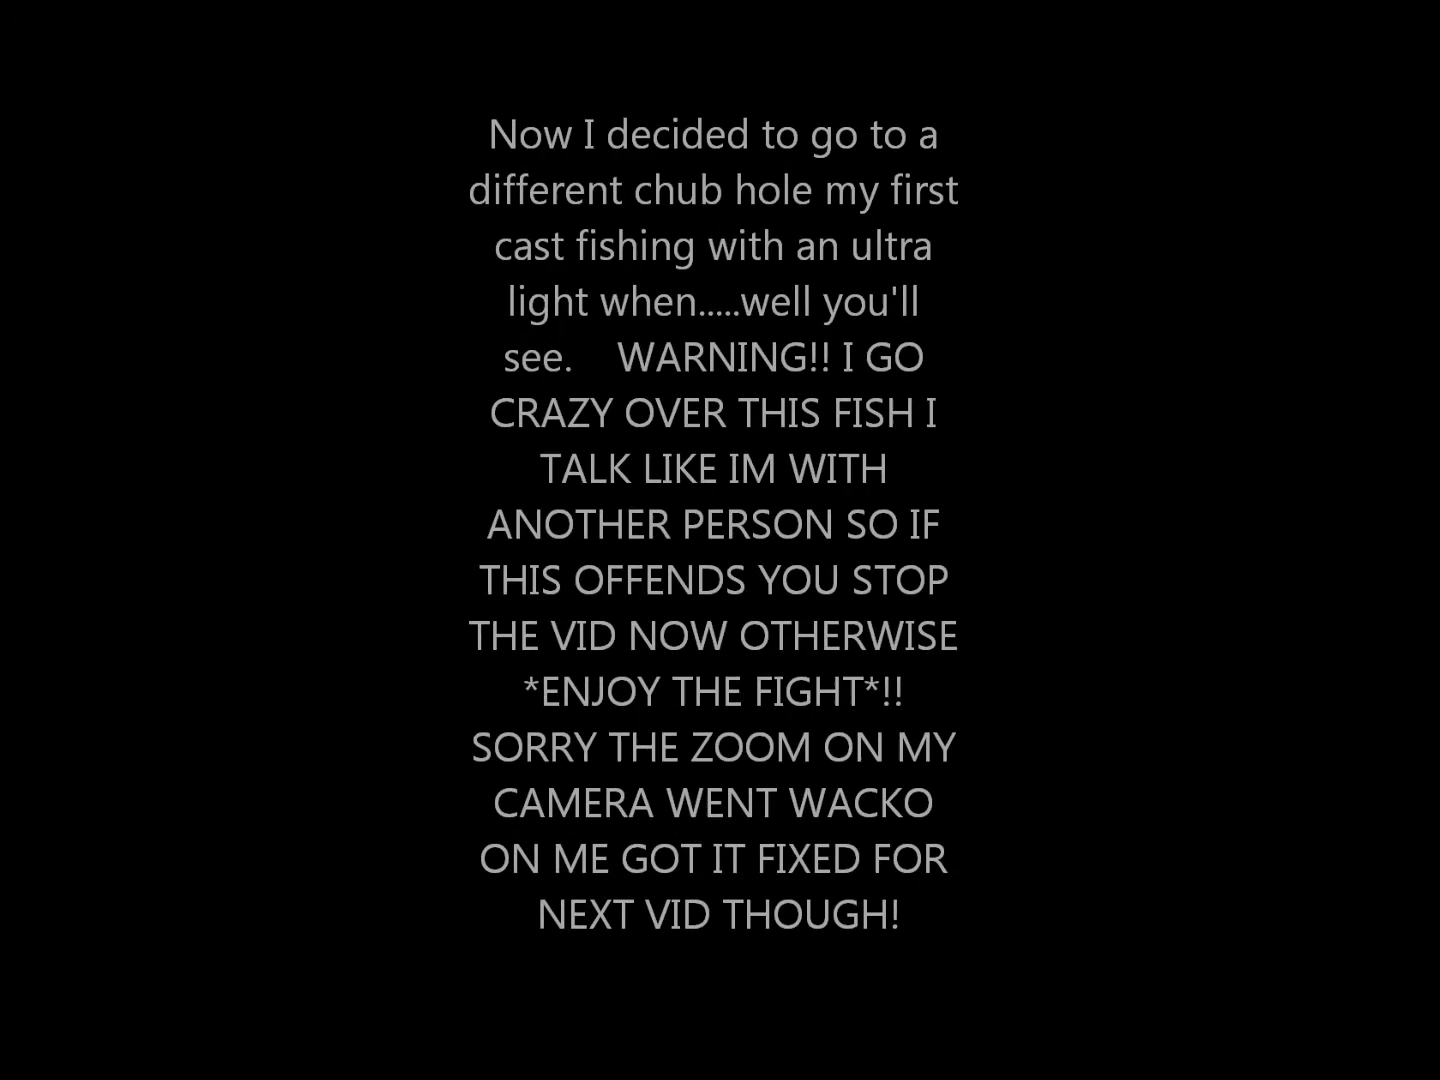 Now I decided to go to a
different chub hole my first
cast fishing with an ultra
light when.....well you'll
see.    WARNING!! I GO
CRAZY OVER THIS FISH I
TALK LIKE IM WITH
ANOTHER PERSON SO IF
THIS OFFENDS YOU STOP
THE VID NOW OTHERWISE
*ENJOY THE FIGHT*!!
SORRY THE ZOOM ON MY
CAMERA WENT WACKO
ON ME GOT IT FIXED FOR
NEXT VID THOUGH!